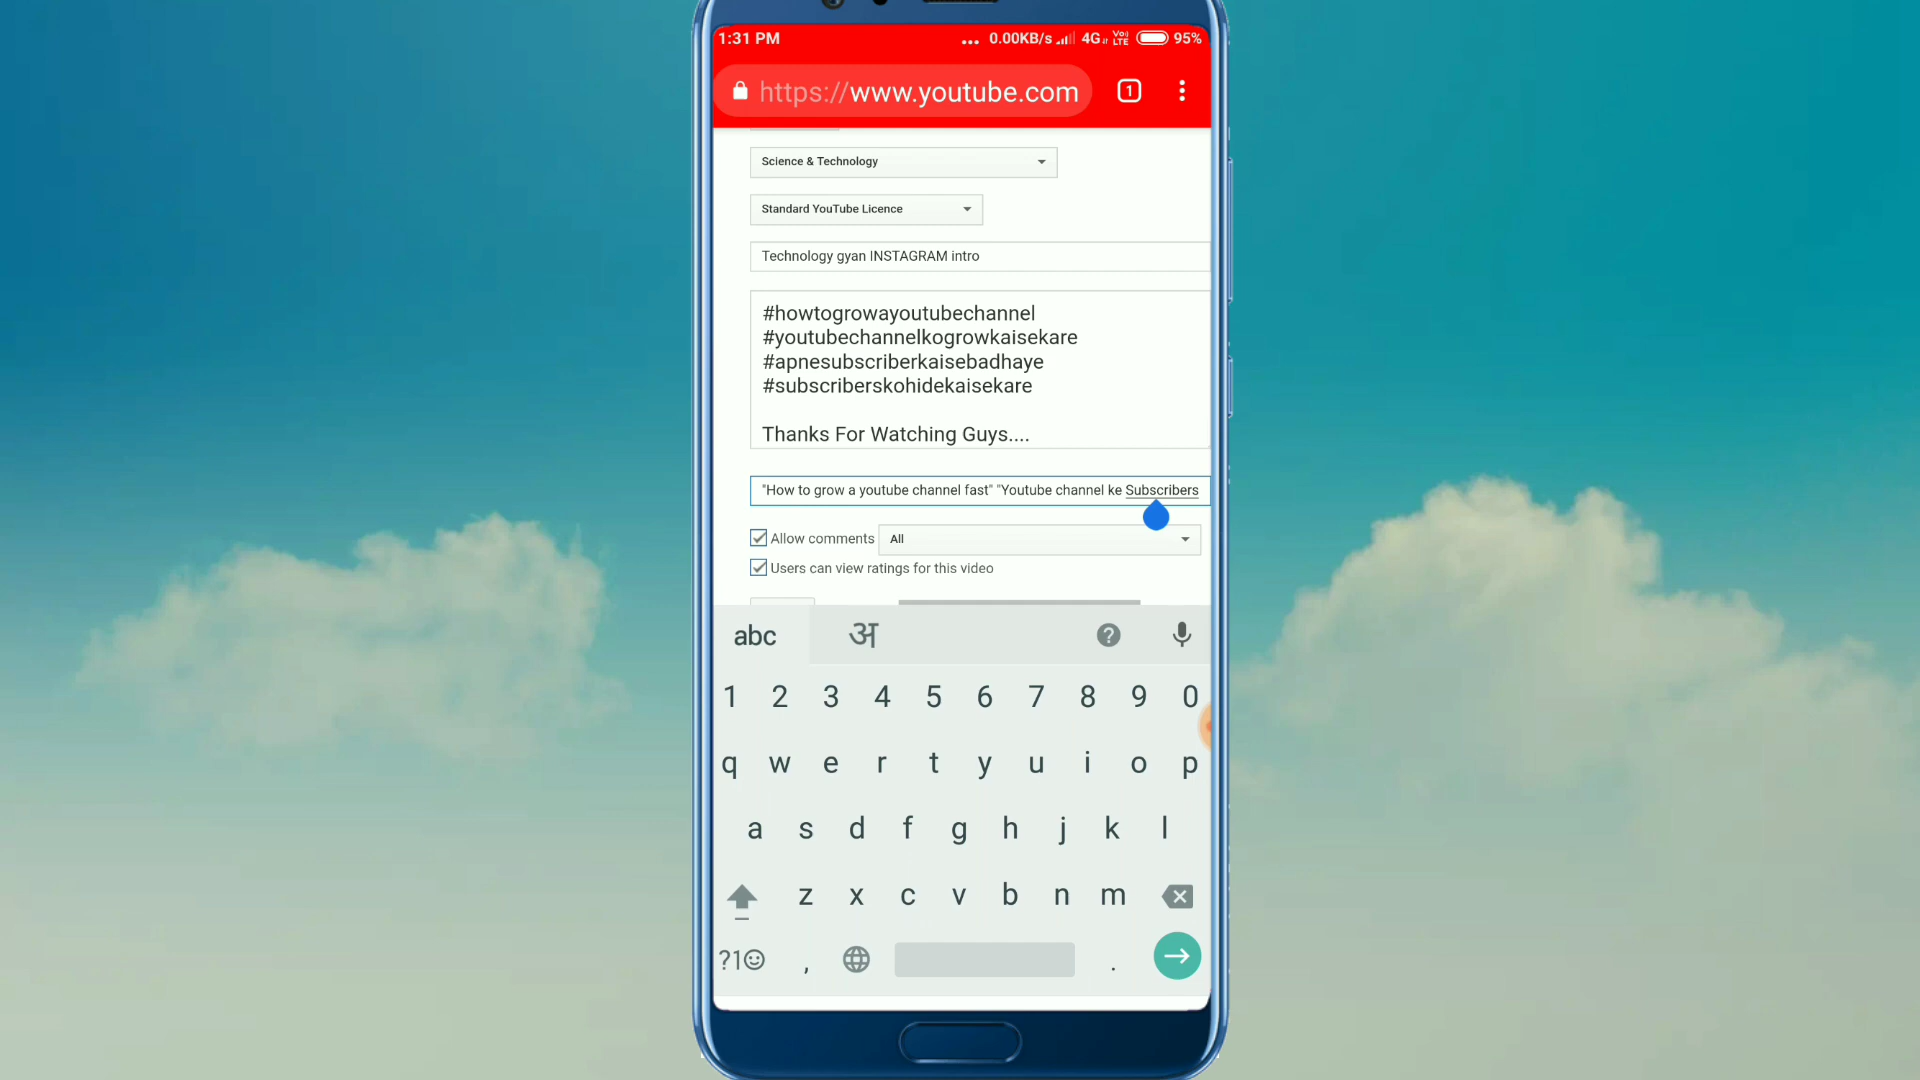 1:31 PM ... 0.00KB/s 4G Vo) LTE 95%
https://www.youtube.com 1
Science & Technology
Standard YouTube Licence
Technology gyan INSTAGRAM intro
#howtogrowayoutubechannel
#youtubechannelkogrowkaisekare
#apnesubscriberkaisebadhaye
#subscriberskohidekaisekare
Thanks For Watching Guys....
"How to grow a youtube channel fast" "Youtube channel ke Subscribers
Allow comments All
Users can view ratings for this video
abc अ ?
1 2 3 4 5 6 7 8 9 0
q w e r t y u i o p
a s d f g h j k l
z x c v b n m
?1☺ , .